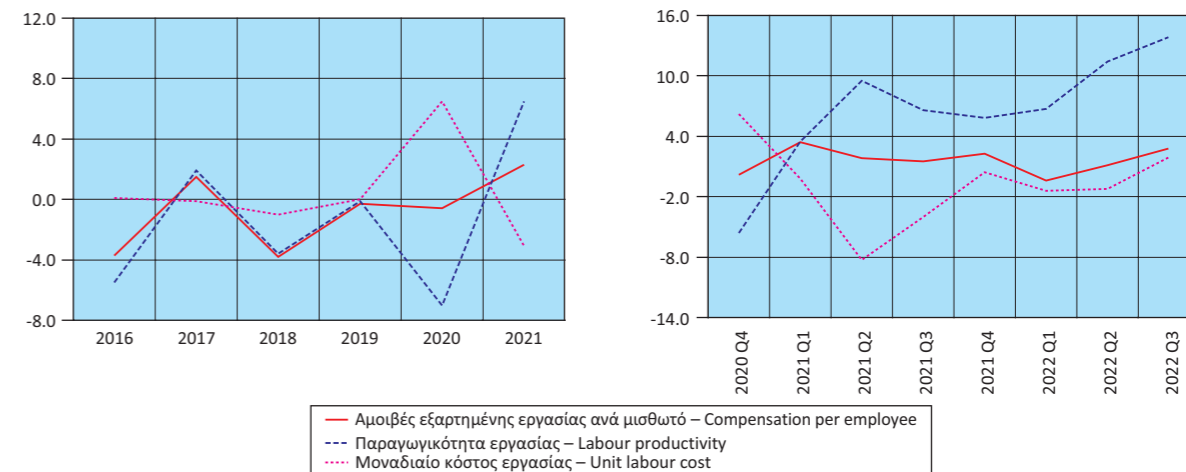 12.0
8.0
4.0
0.0
-4.0
-8.0
2016 2017 2018 2019 2020 2021
16.0
10.0
4.0
-2.0
-8.0
-14.0
2020 Q4
2021 Q1
2021 Q2
2021 Q3
2021 Q4
2022 Q1
2022 Q2
2022 Q3
Αμοιβές εξαρτημένης εργασίας ανά μισθωτό – Compensation per employee
Παραγωγικότητα εργασίας – Labour productivity
Μοναδιαίο κόστος εργασίας – Unit labour cost